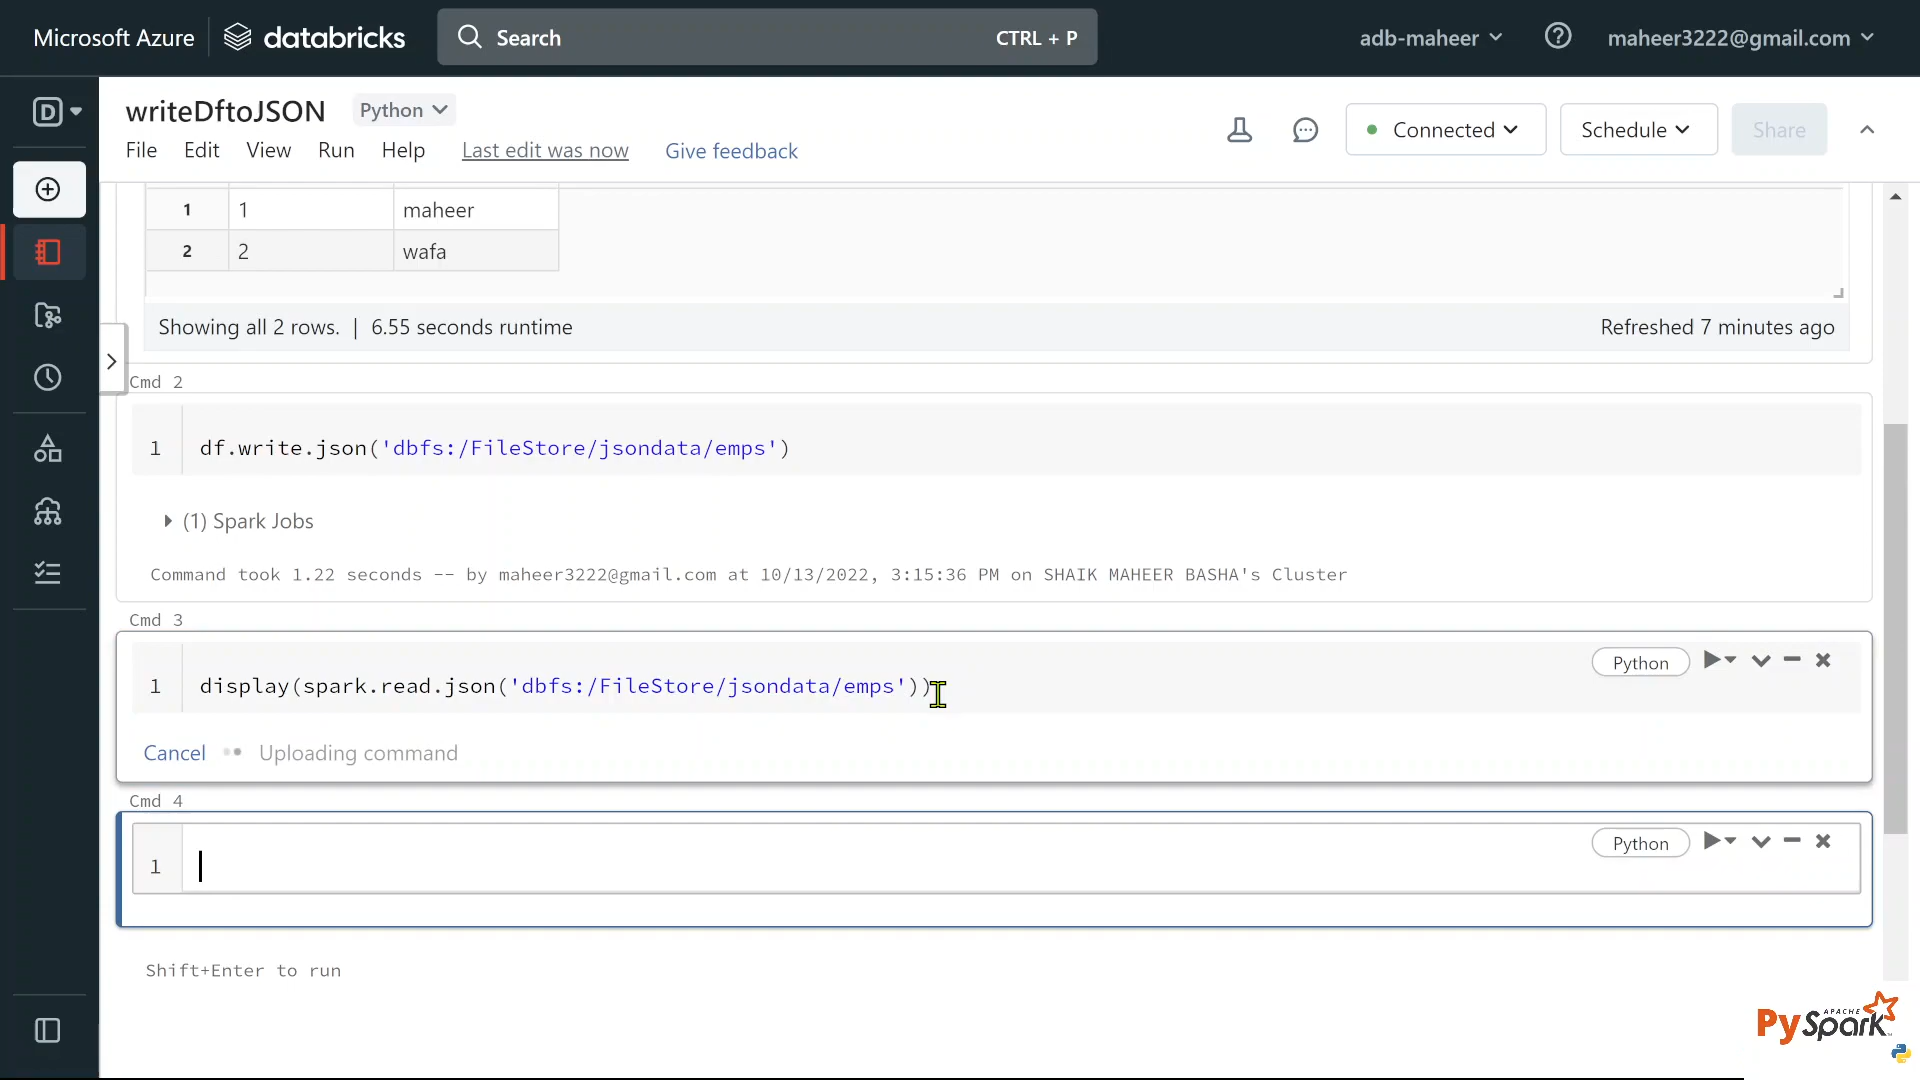 Microsoft Azure databricks Search CTRL + P adb-maheer maheer3222@gmail.com
writeDftoJSON Python
File Edit View Run Help Last edit was now Give feedback
Connected Schedule Share
1 1 maheer
2 2 wafa
Showing all 2 rows. | 6.55 seconds runtime Refreshed 7 minutes ago
Cmd 2
1 df.write.json('dbfs:/FileStore/jsondata/emps')
(1) Spark Jobs
Command took 1.22 seconds -- by maheer3222@gmail.com at 10/13/2022, 3:15:36 PM on SHAIK MAHEER BASHA's Cluster
Cmd 3
Python
1 display(spark.read.json('dbfs:/FileStore/jsondata/emps'))
Cancel Uploading command
Cmd 4
Python
1
Shift+Enter to run
APACHE
PySpark